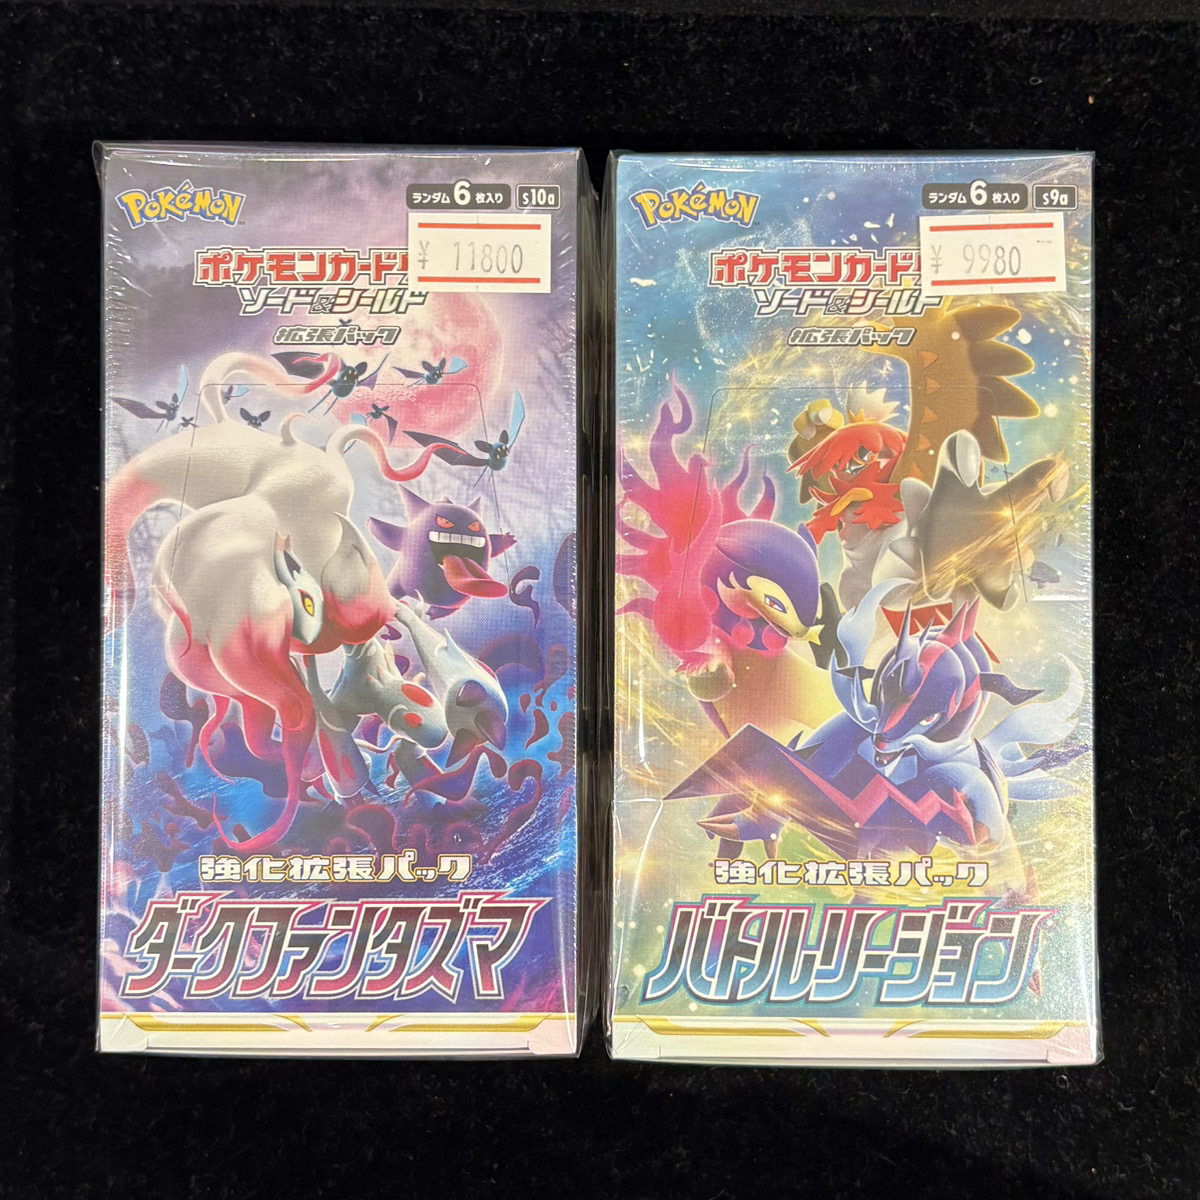 Pokémon
ランダム6枚入り
s10a
¥ 11800
ポケモンカード
ソード&シールド
拡張パック
強化拡張パック
ダークファンタズマ
Pokémon
ランダム6枚入り
s9a
¥ 9980
ポケモンカード
ソード&シールド
拡張パック
強化拡張パック
バトルリージョン